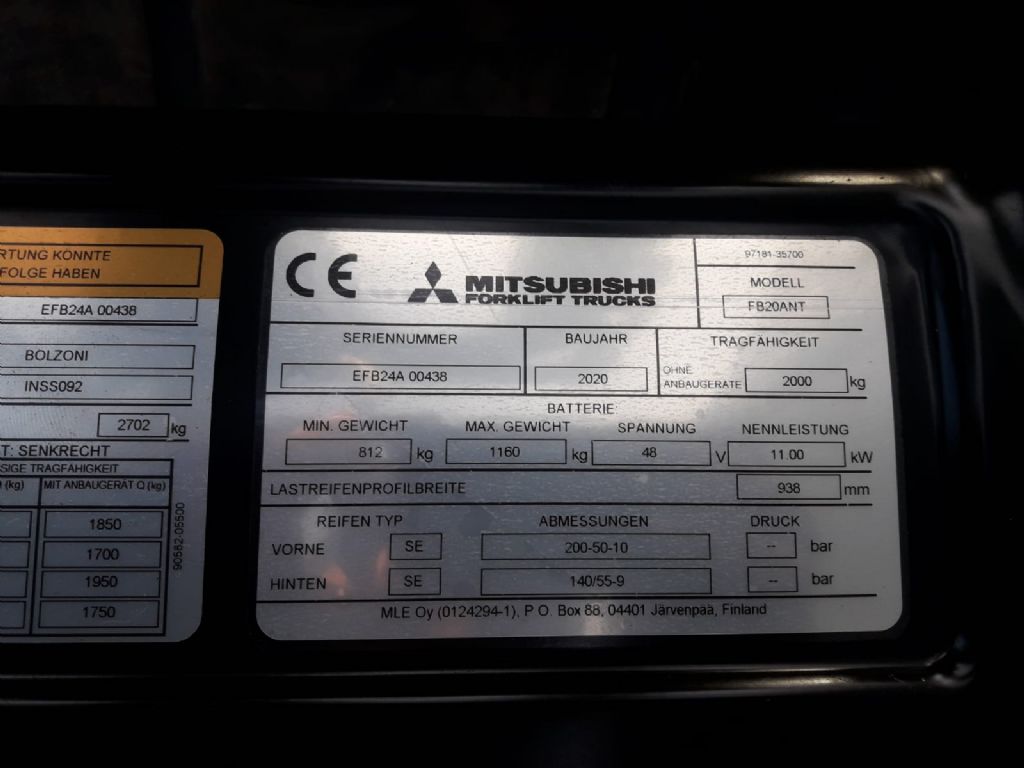 RTUNG KÖNNTE
FOLGE HABEN
EFB24A 00438
BOLZONI
INSS092
2702 kg
T: SENKRECHT
SSIGE TRAGFÄHIGKEIT
(kg) MIT ANBAUGERÄT Q (kg)
1850
1700
1950
1750
90562-05500
CE
MITSUBISHI
FORKLIFT TRUCKS
97181-35700
MODELL
FB20ANT
SERIENNUMMER BAUJAHR TRAGFÄHIGKEIT
EFB24A 00438 2020 OHNE ANBAUGERÄTE 2000 kg
BATTERIE
MIN. GEWICHT MAX. GEWICHT SPANNUNG NENNLEISTUNG
812 kg 1160 kg 48 V 11.00 kW
LASTREIFENPROFILBREITE 938 mm
REIFEN TYP ABMESSUNGEN DRUCK
VORNE SE 200-50-10 -- bar
HINTEN SE 140/55-9 -- bar
MLE Oy (0124294-1), P O. Box 88, 04401 Järvenpää, Finland